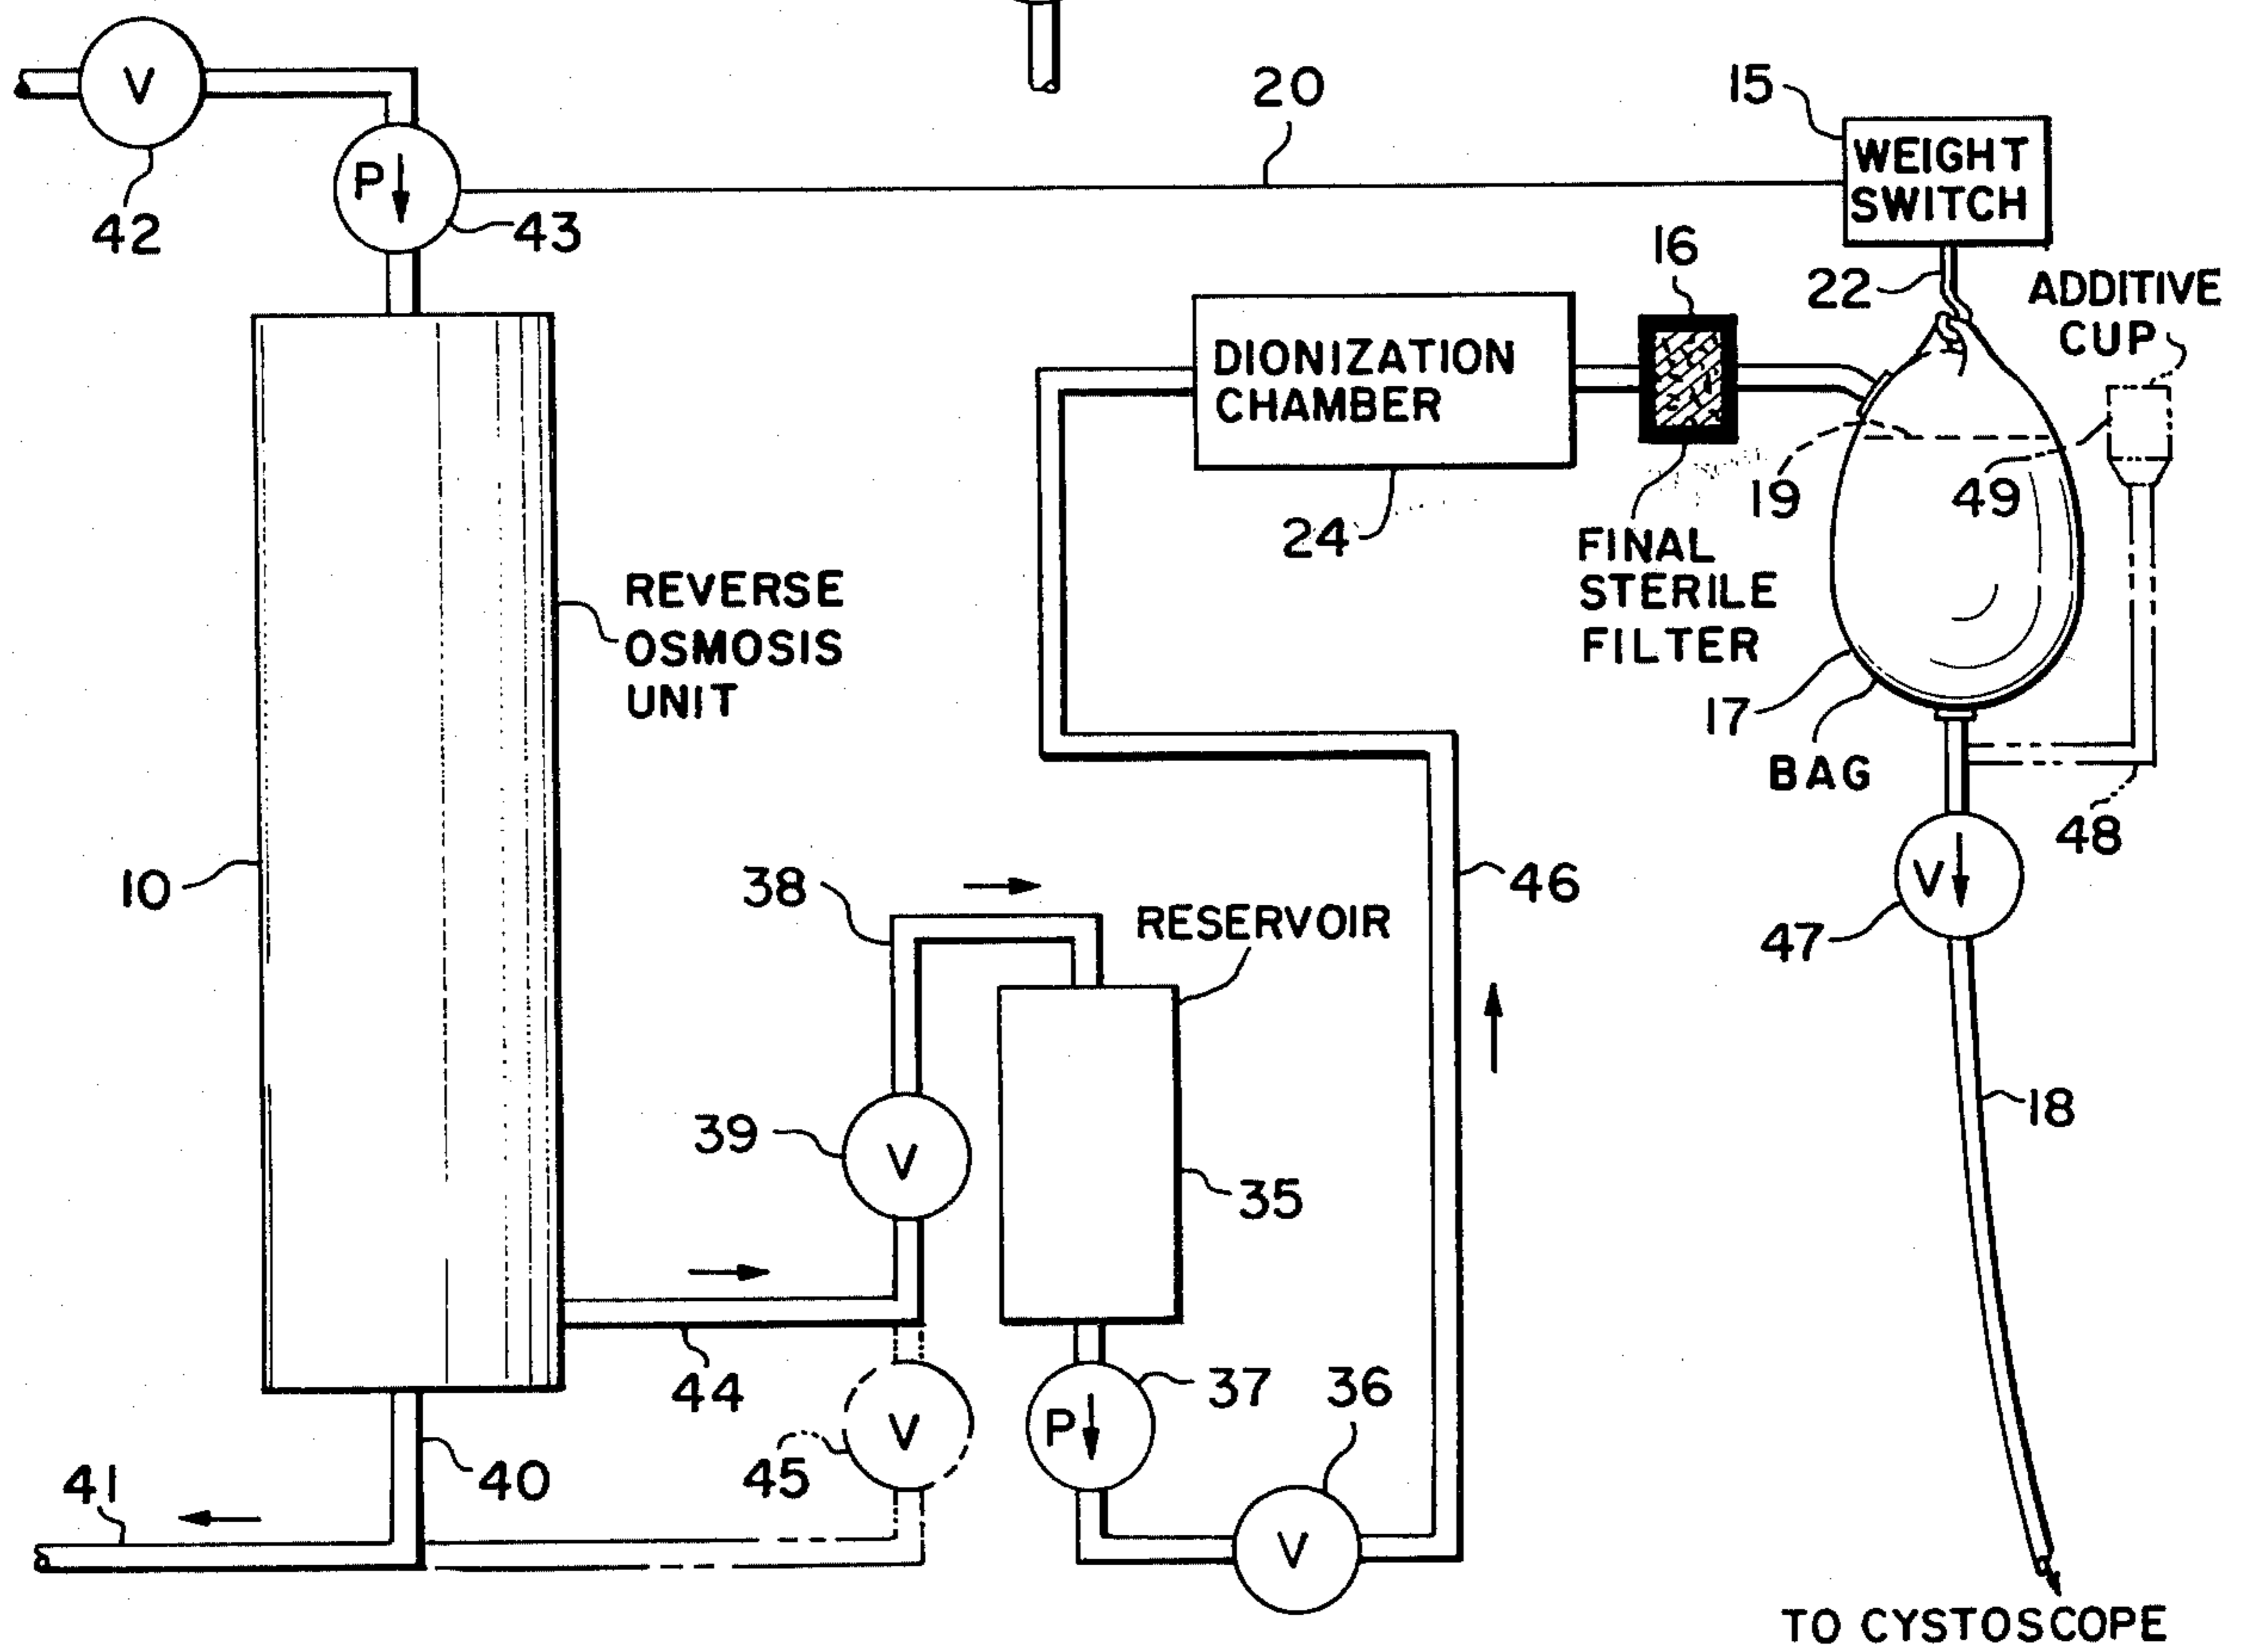 V
42
P
43
20
15
WEIGHT
SWITCH
22
16
ADDITIVE
CUP
DIONIZATION
CHAMBER
24
19
49
FINAL
STERILE
FILTER
REVERSE
OSMOSIS
UNIT
17
BAG
48
10
38
RESERVOIR
46
V
47
39
V
35
18
44
45
V
P
37
36
V
40
41
TO CYSTOSCOPE